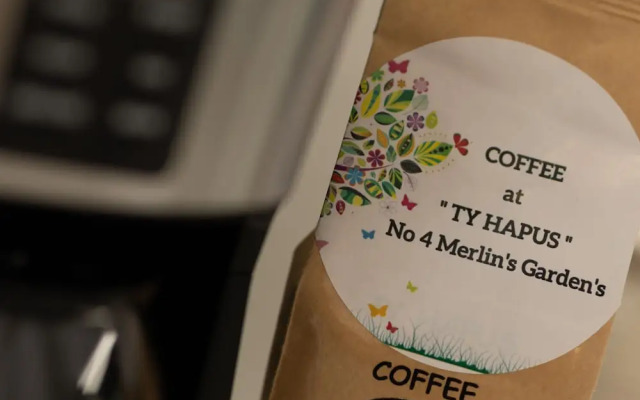 COFFEE
at
" TY HAPUS "
No 4 Merlin's Garden's
COFFEE